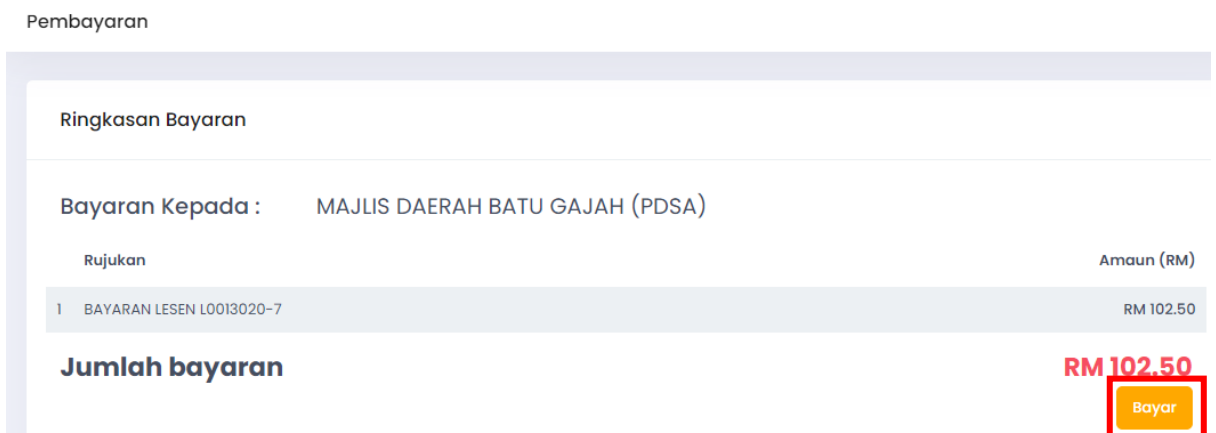 Pembayaran
Ringkasan Bayaran
Bayaran Kepada : MAJLIS DAERAH BATU GAJAH (PDSA)
Rujukan Amaun (RM)
1 BAYARAN LESEN L0013020-7 RM 102.50
Jumlah bayaran RM 102.50
Bayar